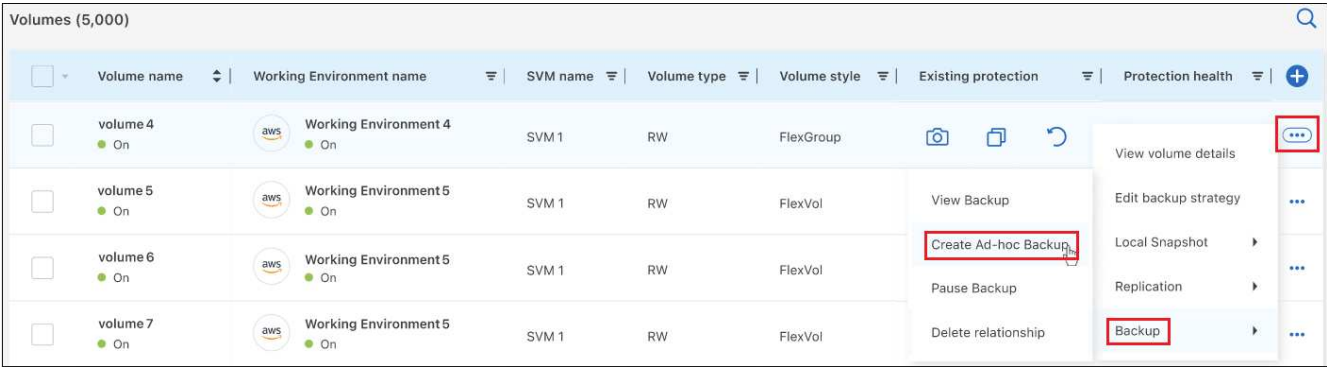 Volumes (5,000)
Volume name Working Environment name SVM name Volume type Volume style Existing protection Protection health
volume 4 aws Working Environment 4 SVM 1 RW FlexGroup
On On
View volume details
volume 5 aws Working Environment 5 SVM 1 RW FlexVol View Backup Edit backup strategy
On On
Create Ad-hoc Backup Local Snapshot
volume 6 aws Working Environment 5 SVM 1 RW FlexVol
On On
Pause Backup Replication
volume 7 aws Working Environment 5 SVM 1 RW FlexVol Delete relationship Backup
On On